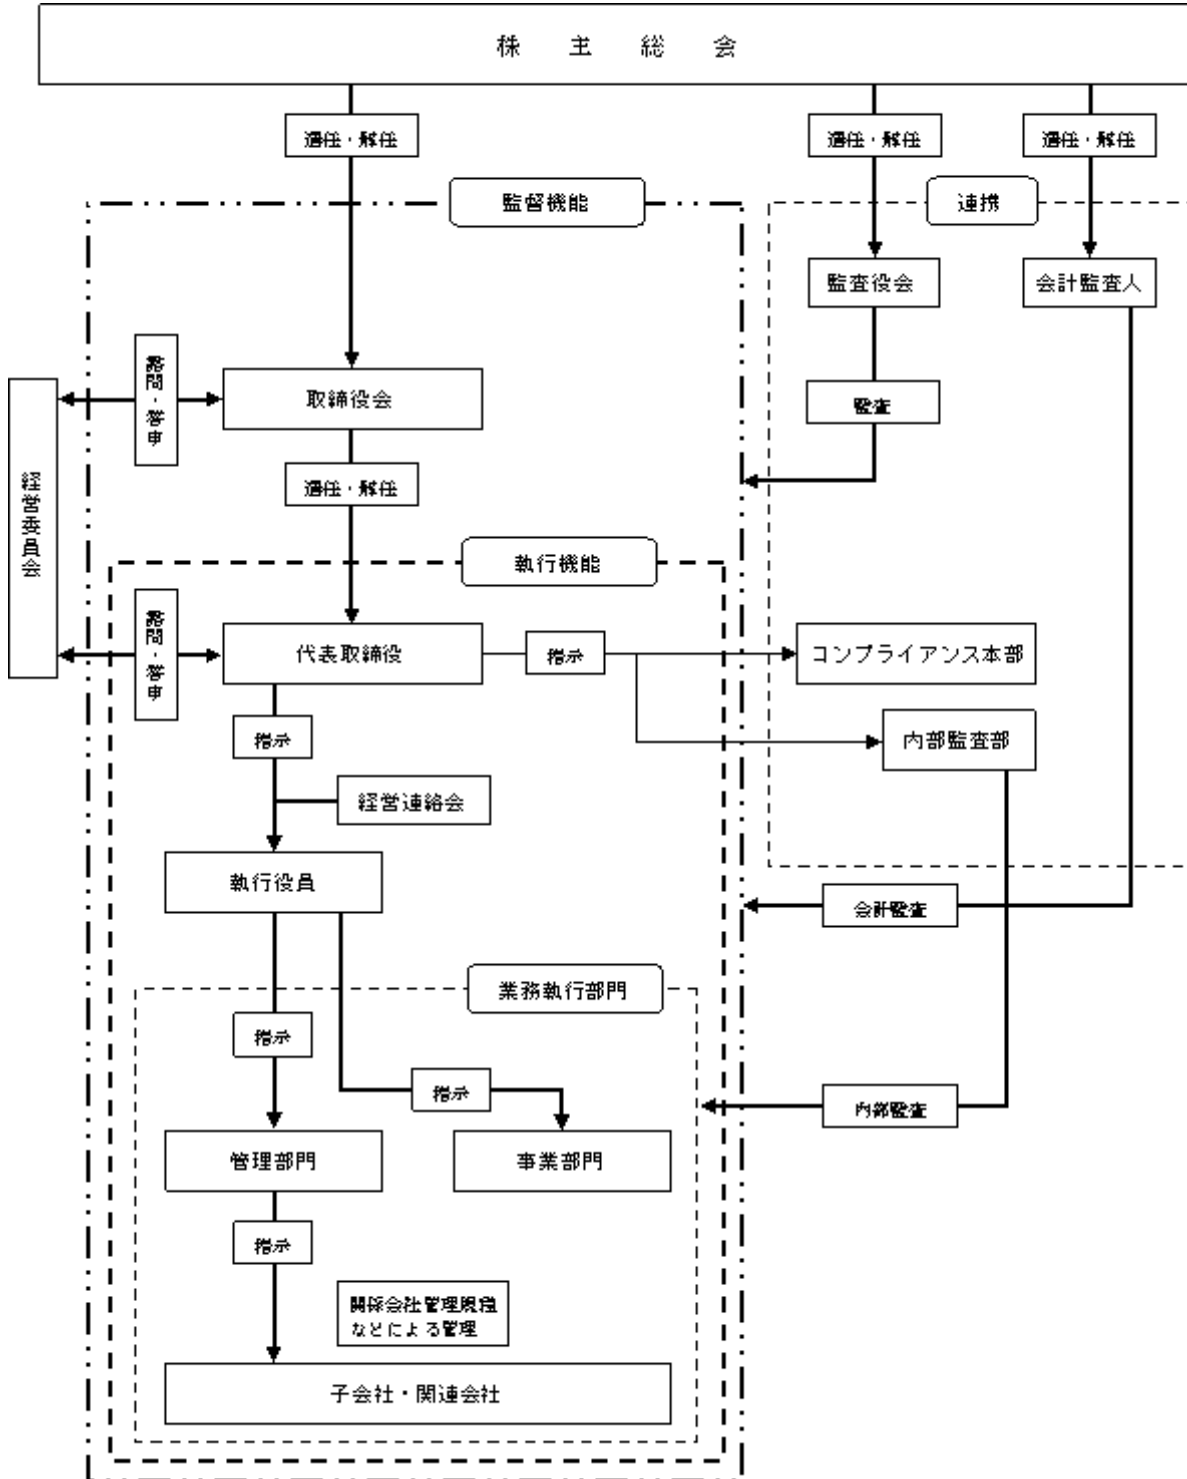 株 主 総 会
選任・解任
選任・解任
選任・解任
監督機能
連携
監査役会
会計監査人
諮問・答申
取締役会
監査
経営委員会
選任・解任
執行機能
諮問・答申
代表取締役
指示
コンプライアンス本部
指示
内部監査部
経営連絡会
執行役員
会計監査
業務執行部門
指示
指示
内部監査
管理部門
事業部門
指示
関係会社管理規程
などによる管理
子会社・関連会社